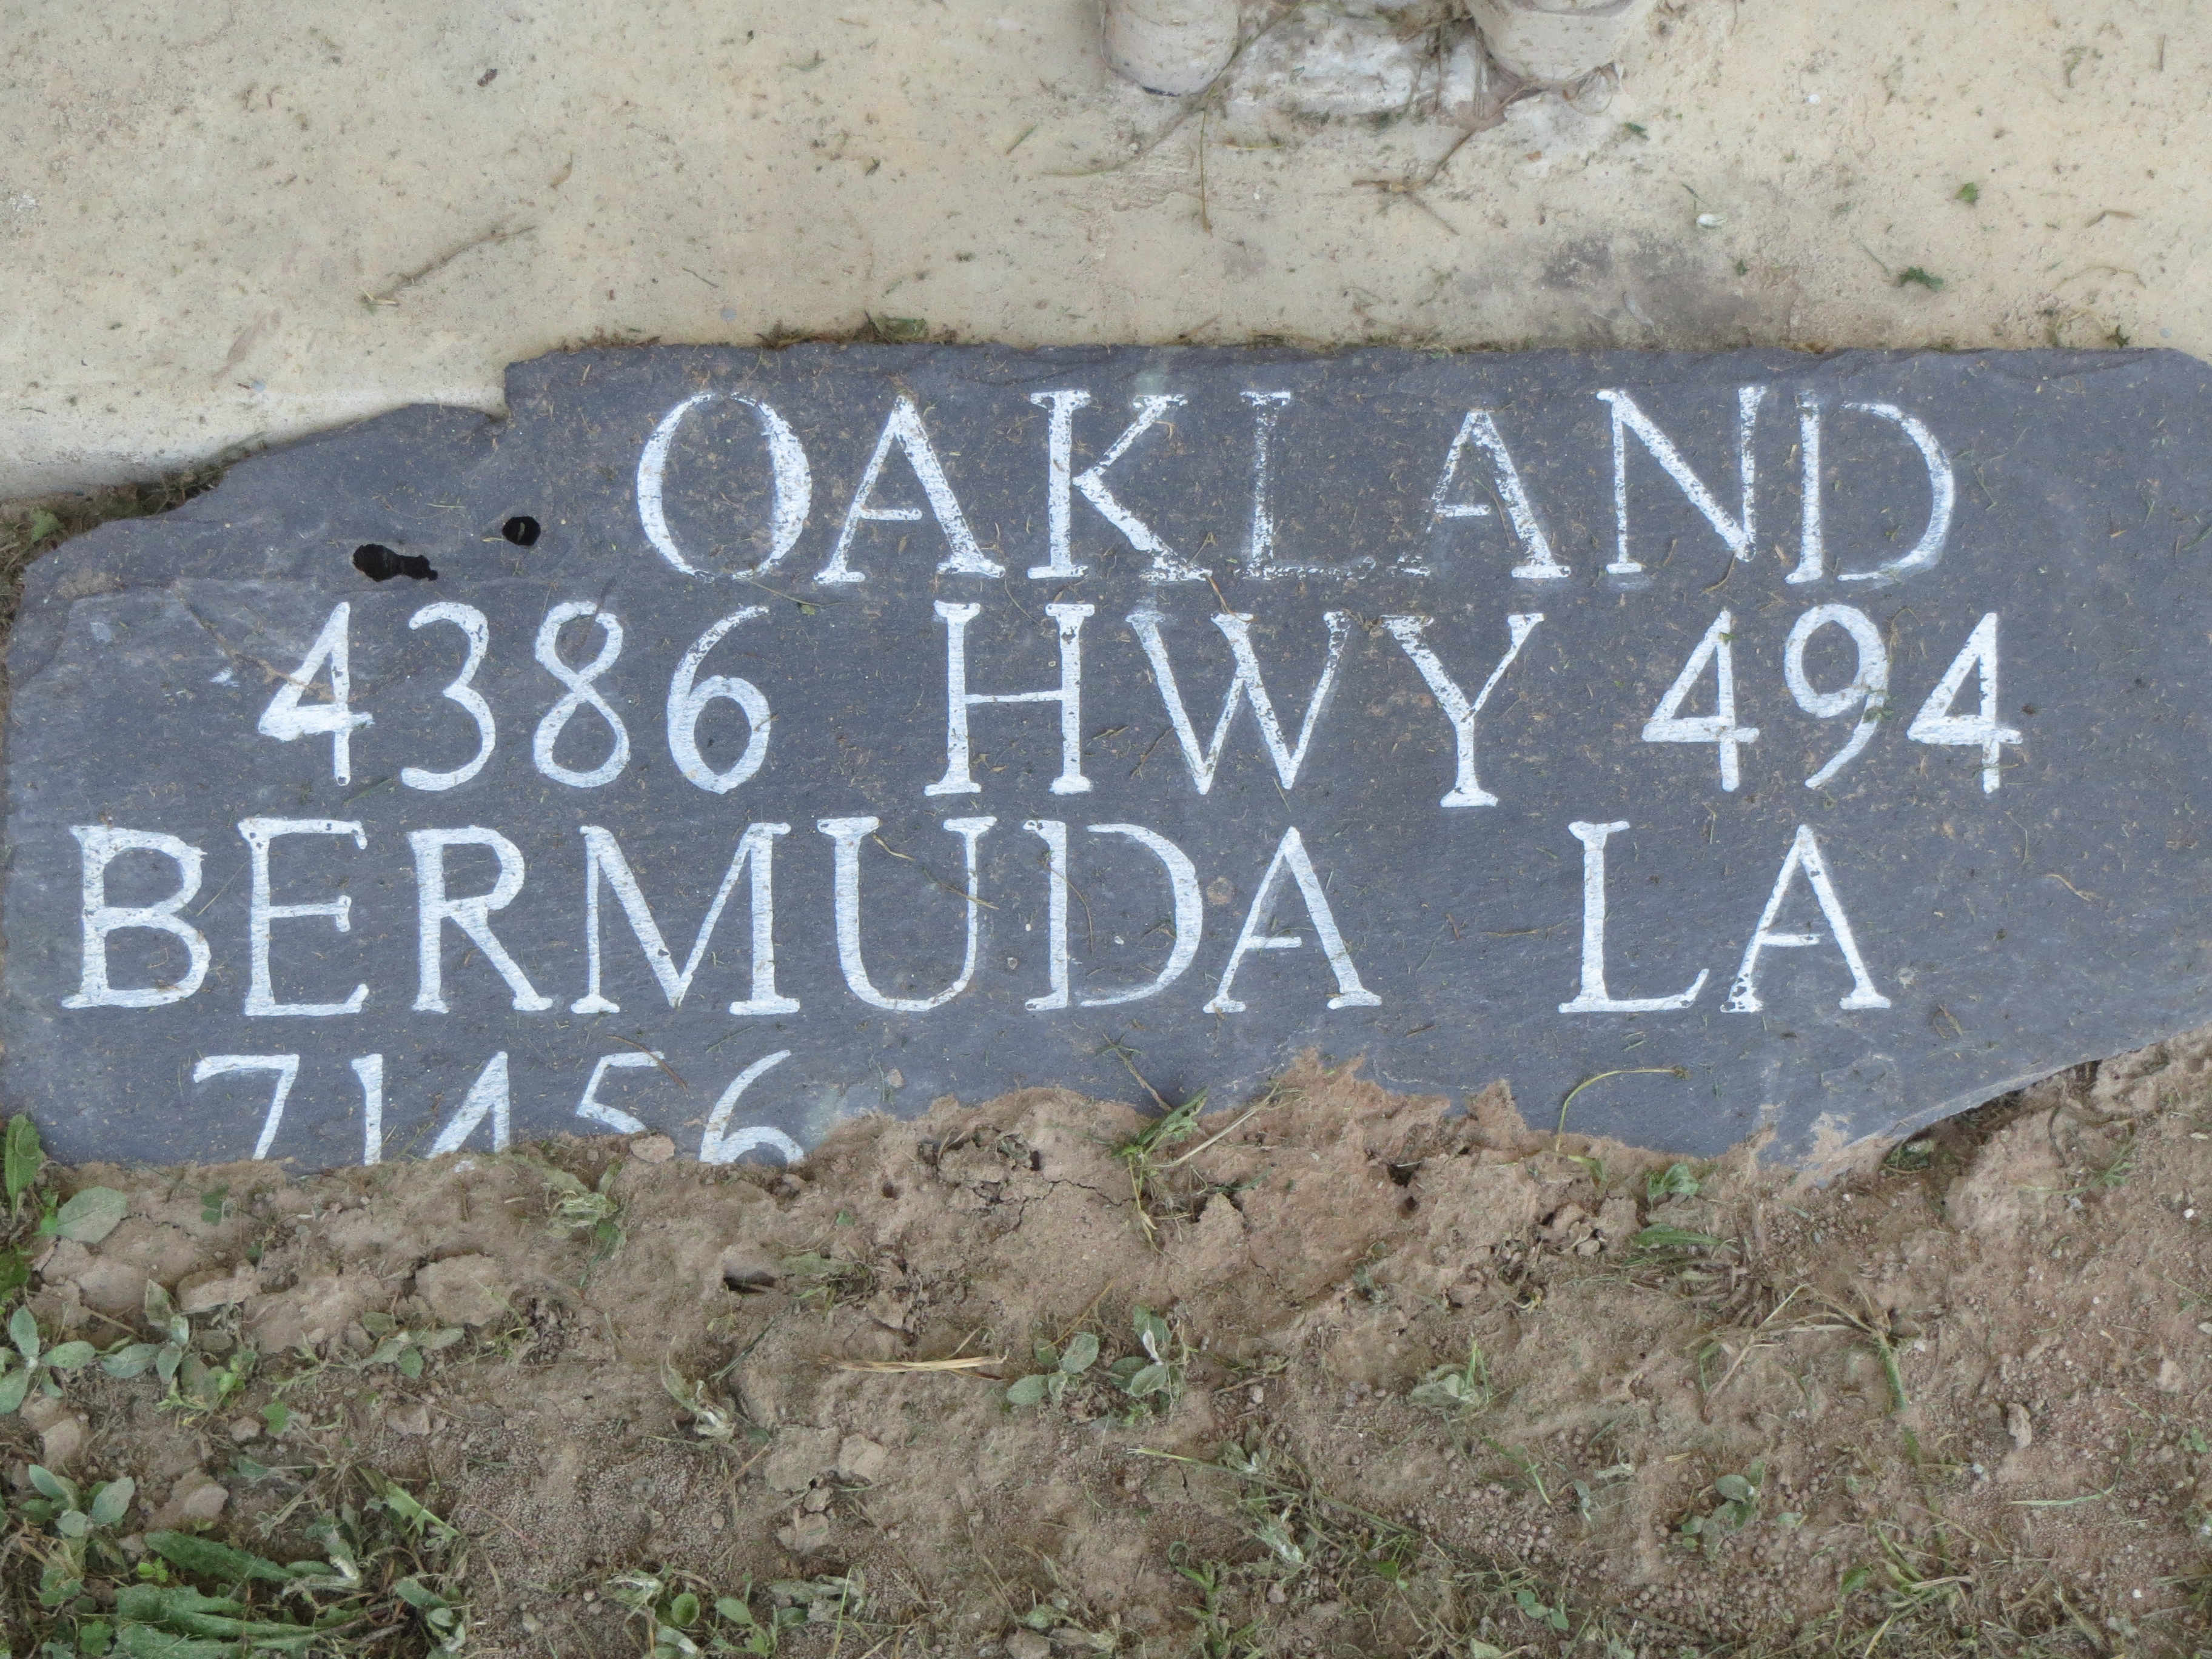 OAKLAND
4386 HWY 494
BERMUDA LA
71456